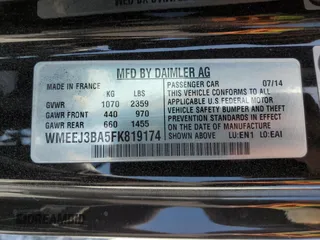 MFD BY DAIMLER AG
MADE IN FRANCE
PASSENGER CAR 07/14
KG LBS
GVWR 1070 2359
GAWR FRONT 440 970
GAWR REAR 660 1455
THIS VEHICLE CONFORMS TO ALL APPLICABLE U.S. FEDERAL MOTOR VEHICLE SAFETY, BUMPER AND THEFT PREVENTION STANDARDS IN EFFECT ON THE DATE OF MANUFACTURE SHOWN ABOVE
WMEEJ3BA5FK819174
LU:EN1 LO:EAI